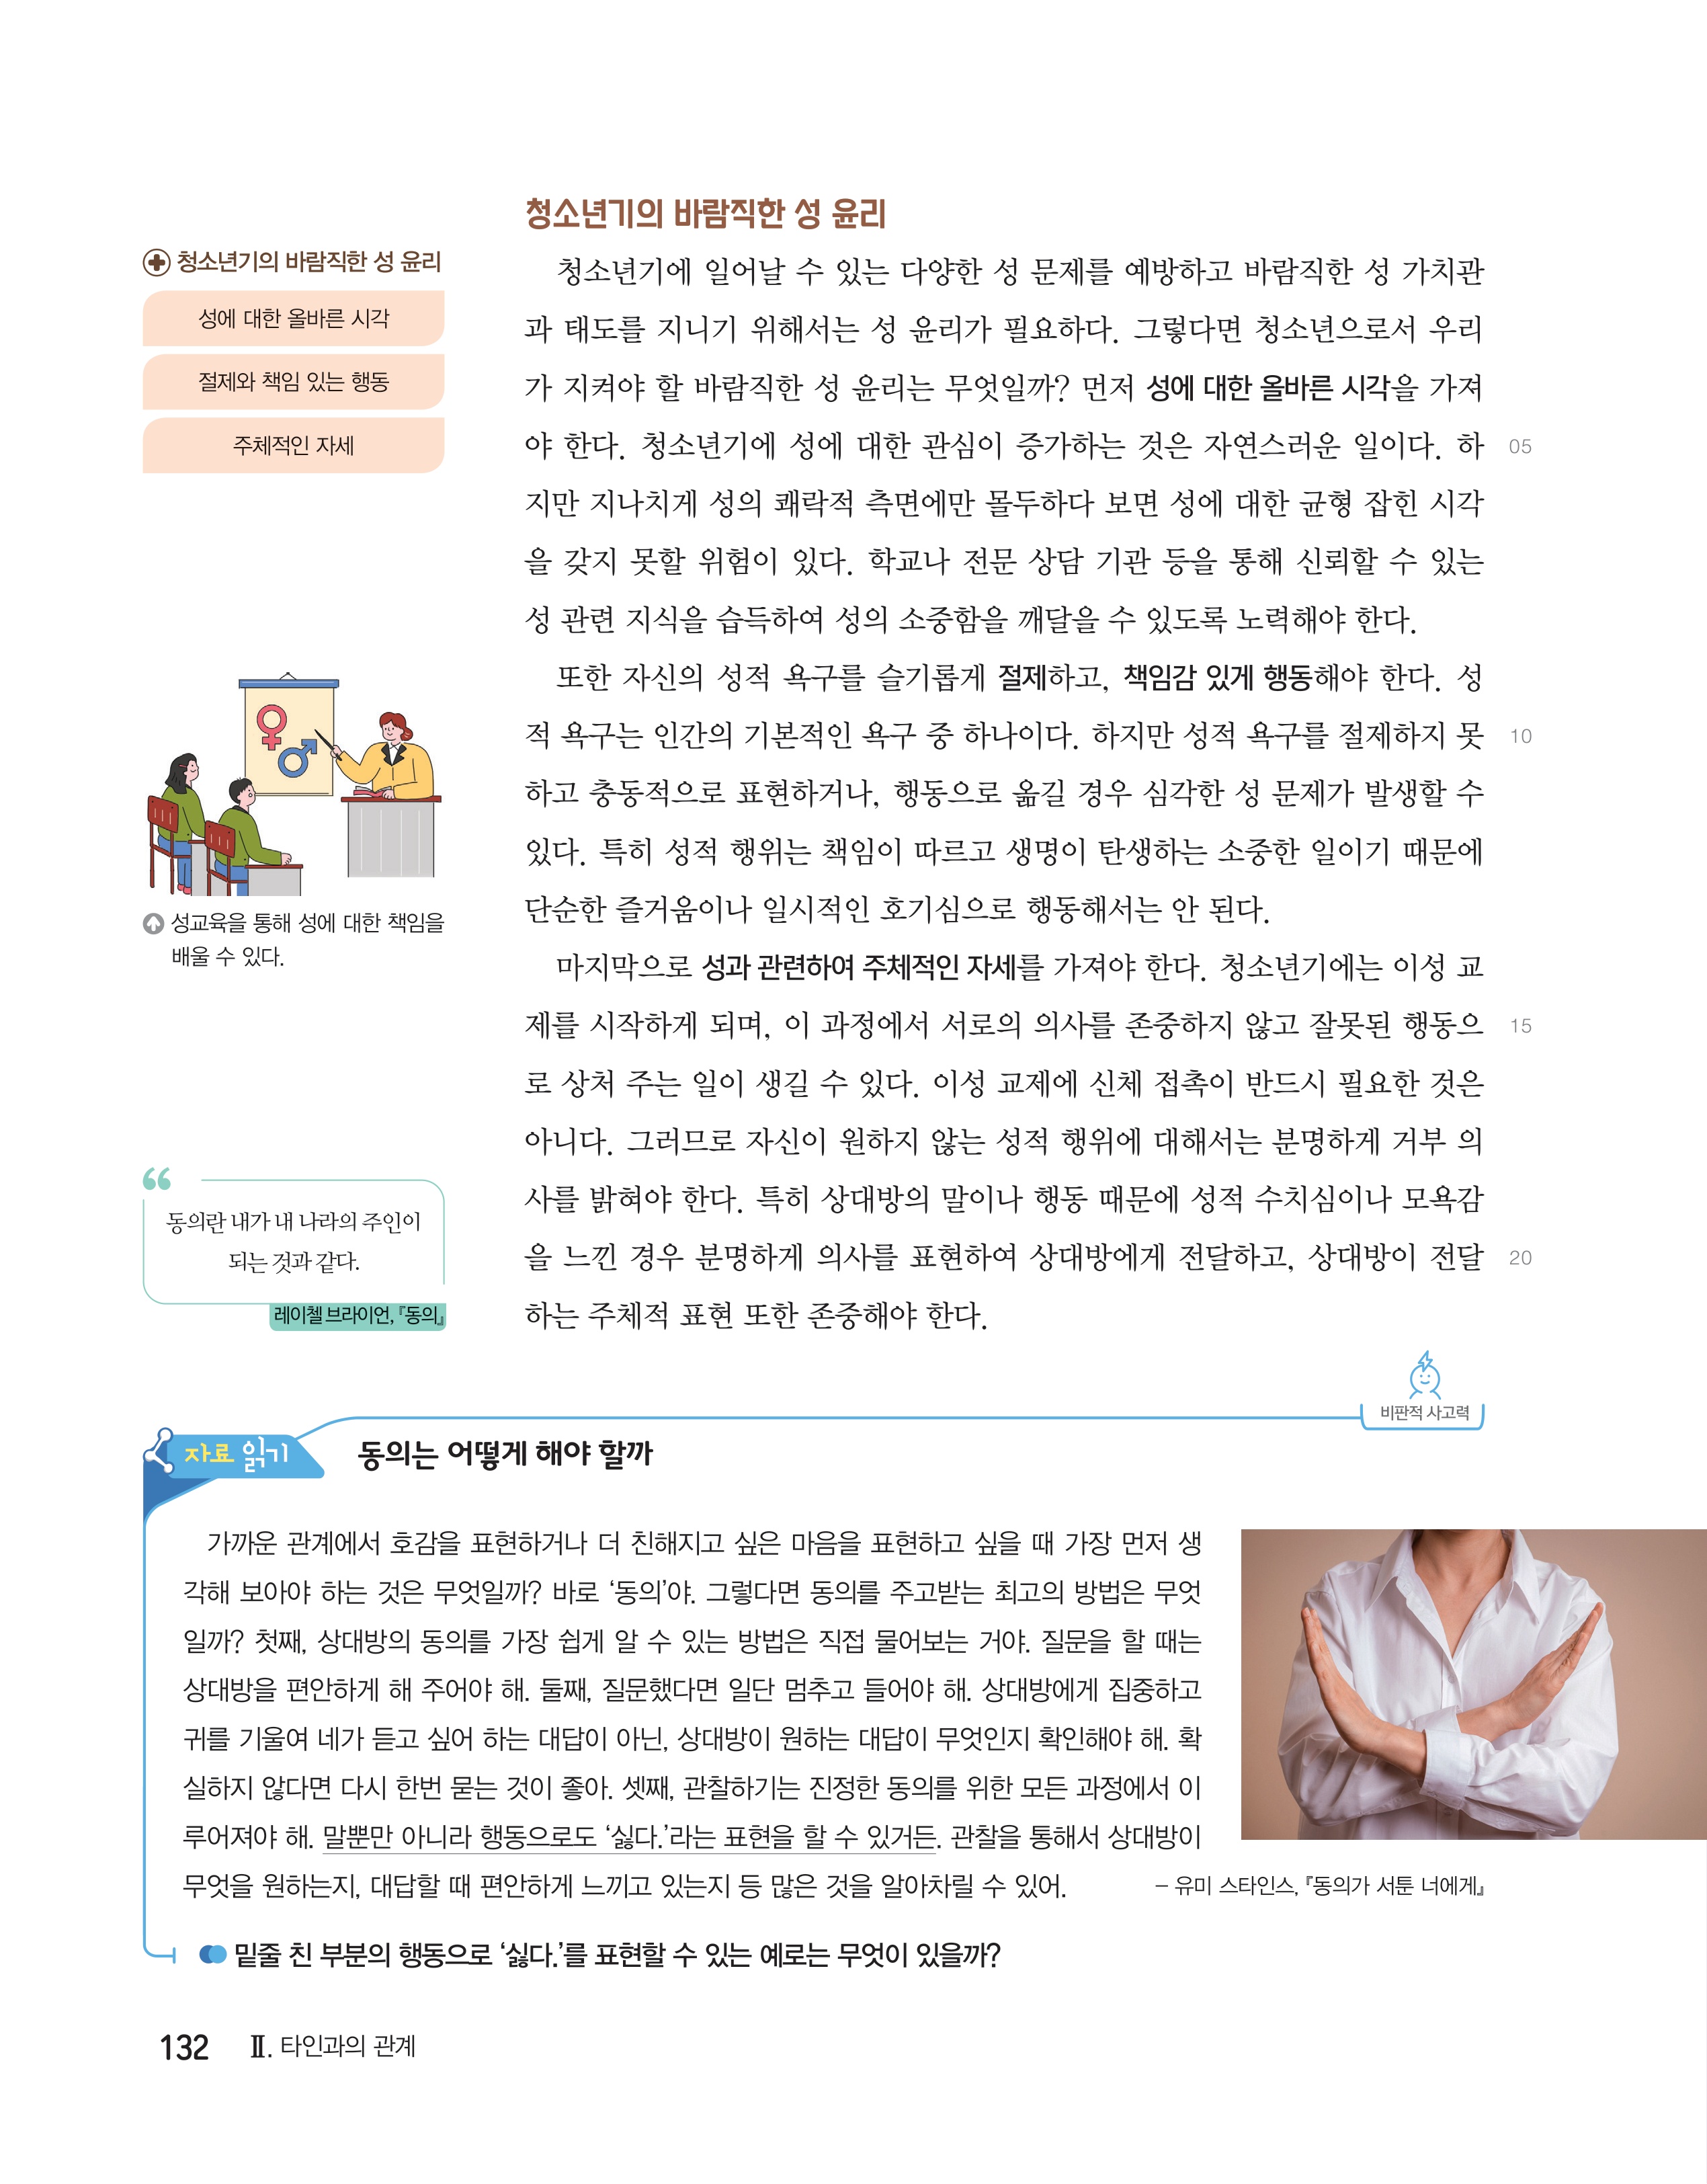 청소년기의 바람직한 성 윤리
청소년기의 바람직한 성 윤리
성에 대한 올바른 시각
절제와 책임 있는 행동
주체적인 자세
청소년기에 일어날 수 있는 다양한 성 문제를 예방하고 바람직한 성 가치관
과 태도를 지니기 위해서는 성 윤리가 필요하다. 그렇다면 청소년으로서 우리
가 지켜야 할 바람직한 성 윤리는 무엇일까? 먼저 성에 대한 올바른 시각을 가져
야 한다. 청소년기에 성에 대한 관심이 증가하는 것은 자연스러운 일이다. 하
05
지만 지나치게 성의 쾌락적 측면에만 몰두하다 보면 성에 대한 균형 잡힌 시각
을 갖지 못할 위험이 있다. 학교나 전문 상담 기관 등을 통해 신뢰할 수 있는
성 관련 지식을 습득하여 성의 소중함을 깨달을 수 있도록 노력해야 한다.
또한 자신의 성적 욕구를 슬기롭게 절제하고, 책임감 있게 행동해야 한다. 성
적 욕구는 인간의 기본적인 욕구 중 하나이다. 하지만 성적 욕구를 절제하지 못
10
하고 충동적으로 표현하거나, 행동으로 옮길 경우 심각한 성 문제가 발생할 수
있다. 특히 성적 행위는 책임이 따르고 생명이 탄생하는 소중한 일이기 때문에
단순한 즐거움이나 일시적인 호기심으로 행동해서는 안 된다.
성교육을 통해 성에 대한 책임을
배울 수 있다.
마지막으로 성과 관련하여 주체적인 자세를 가져야 한다. 청소년기에는 이성 교
제를 시작하게 되며, 이 과정에서 서로의 의사를 존중하지 않고 잘못된 행동으
15
로 상처 주는 일이 생길 수 있다. 이성 교제에 신체 접촉이 반드시 필요한 것은
아니다. 그러므로 자신이 원하지 않는 성적 행위에 대해서는 분명하게 거부 의
사를 밝혀야 한다. 특히 상대방의 말이나 행동 때문에 성적 수치심이나 모욕감
을 느낀 경우 분명하게 의사를 표현하여 상대방에게 전달하고, 상대방이 전달
20
하는 주체적 표현 또한 존중해야 한다.
동의란 내가 내 나라의 주인이
되는 것과 같다.
레이첼 브라이언, 『동의』
비판적 사고력
자료 읽기
동의는 어떻게 해야 할까
가까운 관계에서 호감을 표현하거나 더 친해지고 싶은 마음을 표현하고 싶을 때 가장 먼저 생
각해 보아야 하는 것은 무엇일까? 바로 ‘동의’야. 그렇다면 동의를 주고받는 최고의 방법은 무엇
일까? 첫째, 상대방의 동의를 가장 쉽게 알 수 있는 방법은 직접 물어보는 거야. 질문을 할 때는
상대방을 편안하게 해 주어야 해. 둘째, 질문했다면 일단 멈추고 들어야 해. 상대방에게 집중하고
귀를 기울여 네가 듣고 싶어 하는 대답이 아닌, 상대방이 원하는 대답이 무엇인지 확인해야 해. 확
실하지 않다면 다시 한번 묻는 것이 좋아. 셋째, 관찰하기는 진정한 동의를 위한 모든 과정에서 이
루어져야 해. 말뿐만 아니라 행동으로도 ‘싫다.’라는 표현을 할 수 있거든. 관찰을 통해서 상대방이
무엇을 원하는지, 대답할 때 편안하게 느끼고 있는지 등 많은 것을 알아차릴 수 있어.
– 유미 스타인스, 『동의가 서툰 너에게』
밑줄 친 부분의 행동으로 ‘싫다.’를 표현할 수 있는 예로는 무엇이 있을까?
132 Ⅱ. 타인과의 관계